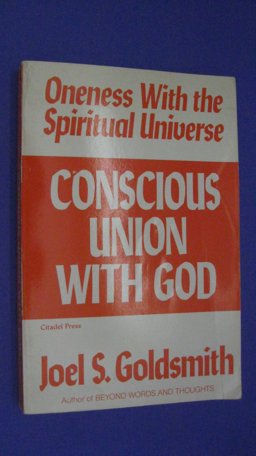 Oneness With the
Spiritual Universe
CONSCIOUS
UNION
WITH GOD
Citadel Press
Joel S. Goldsmith
Author of BEYOND WORDS AND THOUGHTS